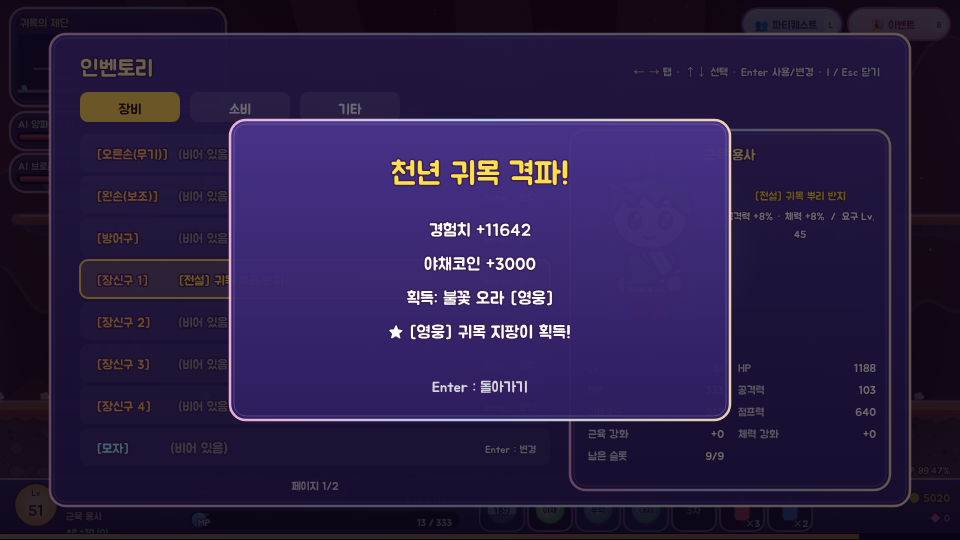 귀목의 제단
파티퀘스트 L
이벤트
인벤토리
← → 탭 · ↑ ↓ 선택 · Enter 사용/변경 · I / Esc 닫기
장비
소비
기타
AI
AI
[오른손(무기)] (비어 있음
[왼손(보조)] (비어 있음
[방어구] (비어 있음
[장신구 1] [전설] 귀목
[장신구 2] (비어 있음
[장신구 3] (비어 있음
[장신구 4] (비어 있음
[모자] (비어 있음)
Enter : 변경
페이지 1/2
천년 귀목 격파!
경험치 +11642
야채코인 +3000
획득: 불꽃 오라 [영웅]
★ [영웅] 귀목 지팡이 획득!
Enter : 돌아가기
용사
[전설] 귀목 뿌리 반지
공격력 +8% · 체력 +8% / 요구 Lv.
45
HP 1188
공격력 103
점프력 640
근육 강화 +0
체력 강화 +0
남은 슬롯 9/9
Lv
51
근육 용사
MP
13 / 333
x3
x2
89.47%
5020
0